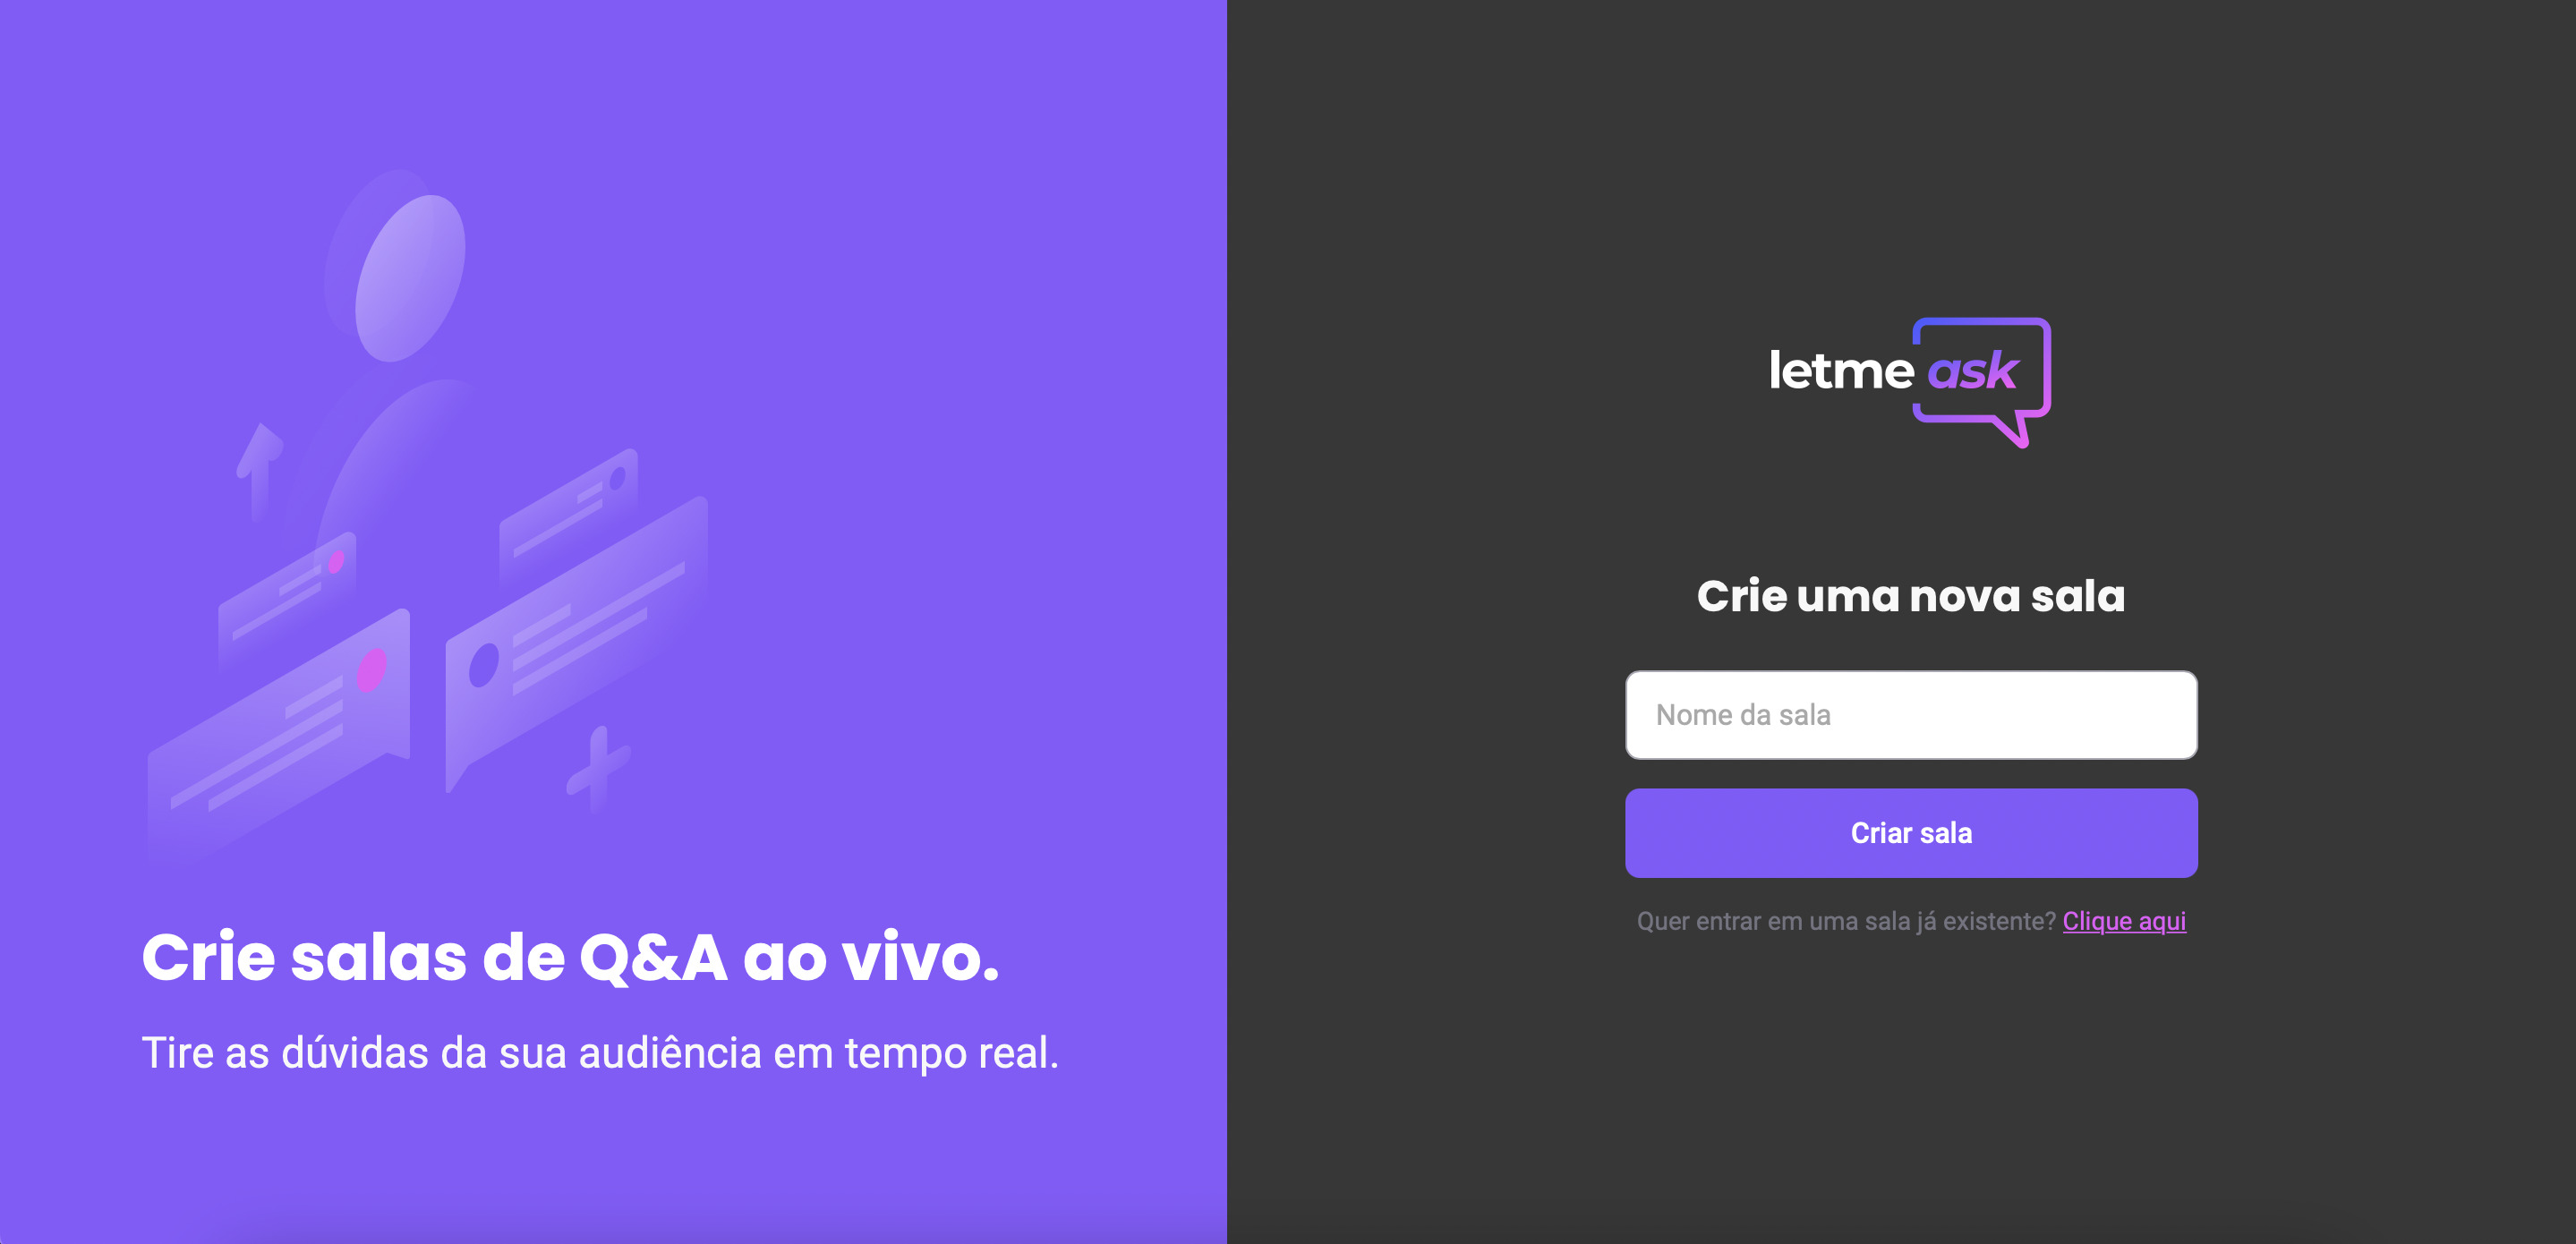 Crie salas de Q&A ao vivo.
Tire as dúvidas da sua audiência em tempo real.
letme ask
Crie uma nova sala
Nome da sala
Criar sala
Quer entrar em uma sala já existente? Clique aqui